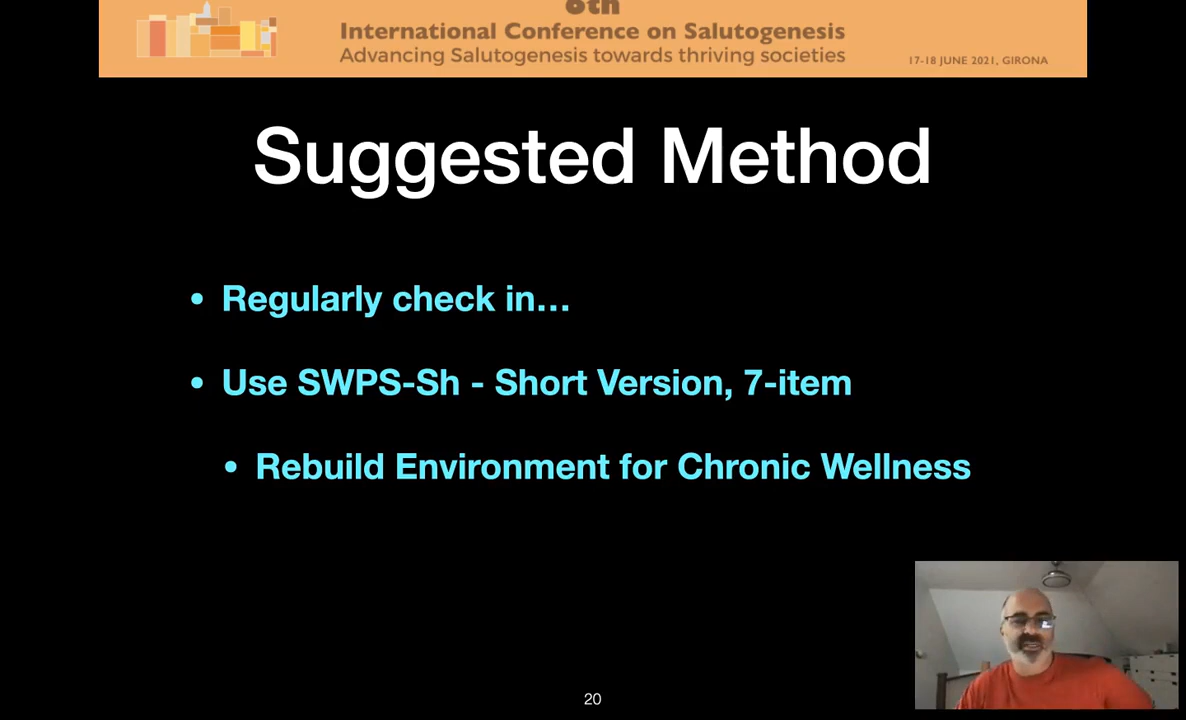 6th
International Conference on Salutogenesis
Advancing Salutogenesis towards thriving societies
17-18 JUNE 2021, GIRONA
Suggested Method
• Regularly check in…
• Use SWPS-Sh - Short Version, 7-item
• Rebuild Environment for Chronic Wellness
20